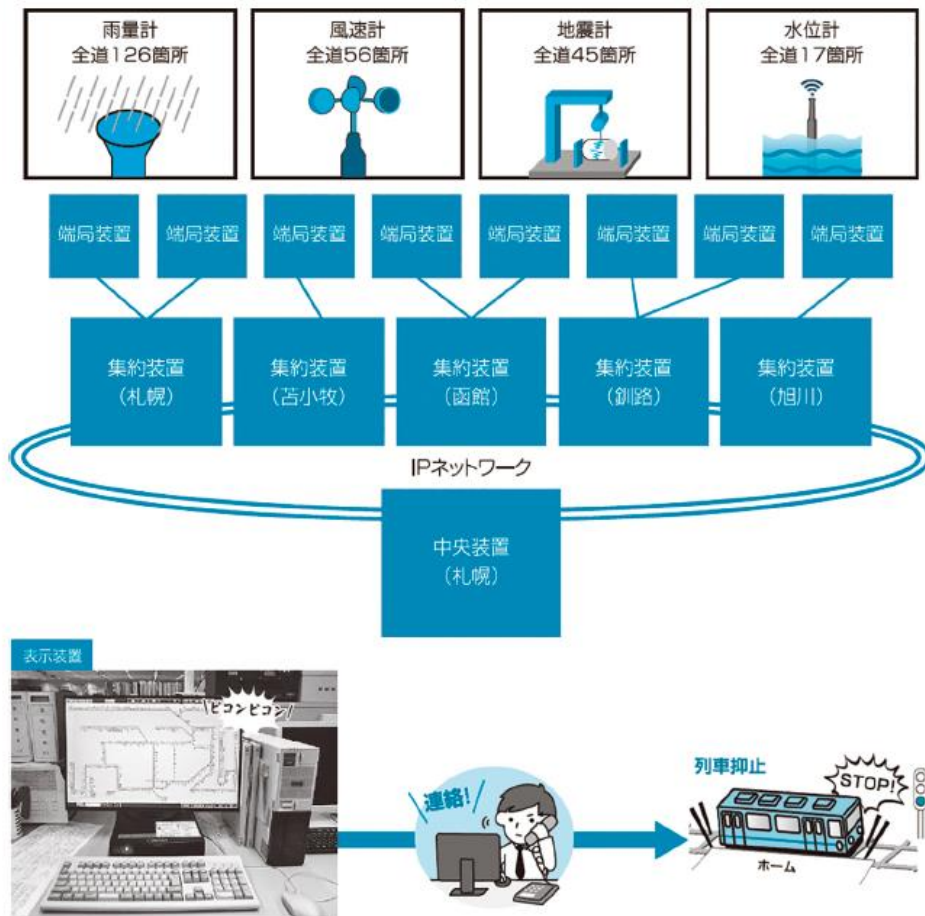 雨量計
全道126箇所
風速計
全道56箇所
地震計
全道45箇所
水位計
全道17箇所
端局装置
端局装置
端局装置
端局装置
端局装置
端局装置
端局装置
端局装置
集約装置
(札幌)
集約装置
(苫小牧)
集約装置
(函館)
集約装置
(釧路)
集約装置
(旭川)
IPネットワーク
中央装置
(札幌)
表示装置
ピコンピコン
連絡!
列車抑止
STOP!
ホーム